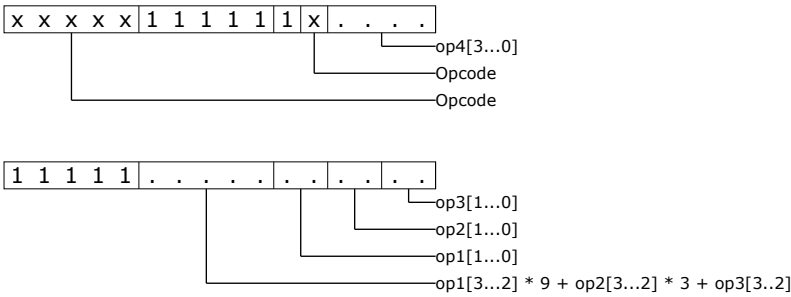 x x x x x 1 1 1 1 1 1 1 x . . . .
op4[3...0]
Opcode
Opcode
1 1 1 1 1 . . . . . . . . . . .
op3[1...0]
op2[1...0]
op1[1...0]
op1[3...2] * 9 + op2[3...2] * 3 + op3[3..2]